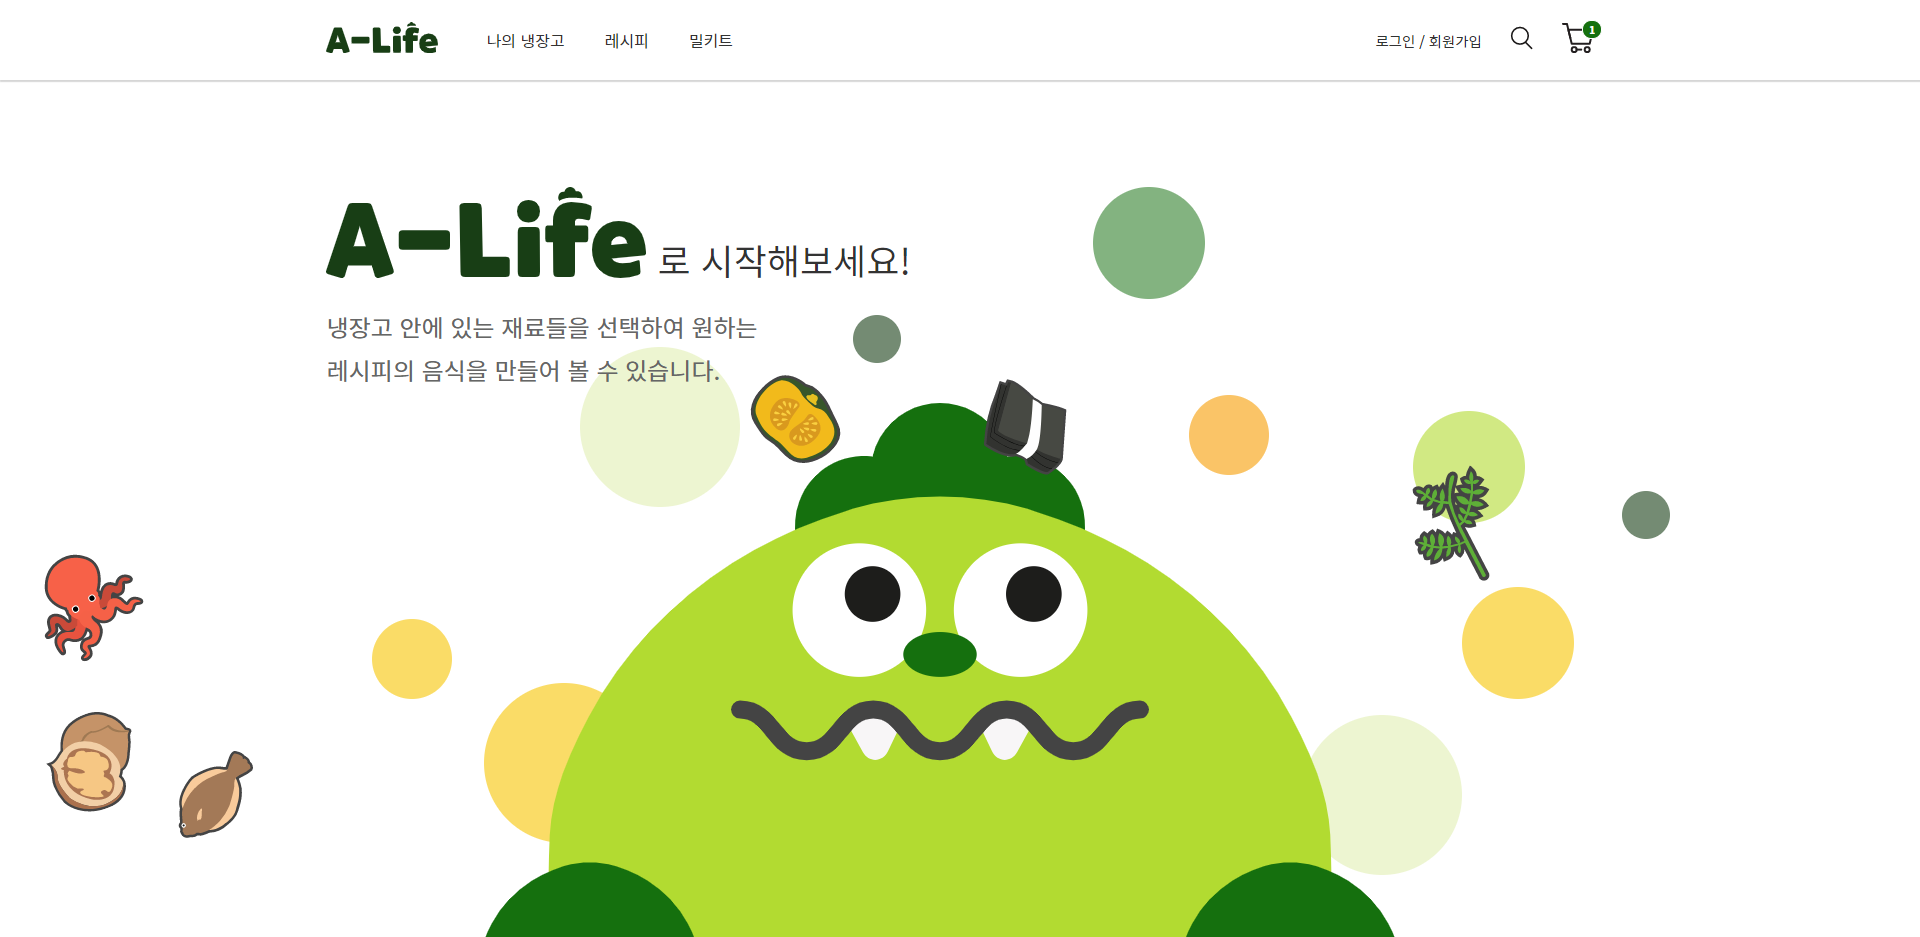 A-Life 나의 냉장고 레시피 밀키트 로그인 / 회원가입 1
A-Life 로 시작해보세요!
냉장고 안에 있는 재료들을 선택하여 원하는
레시피의 음식을 만들어 볼 수 있습니다.